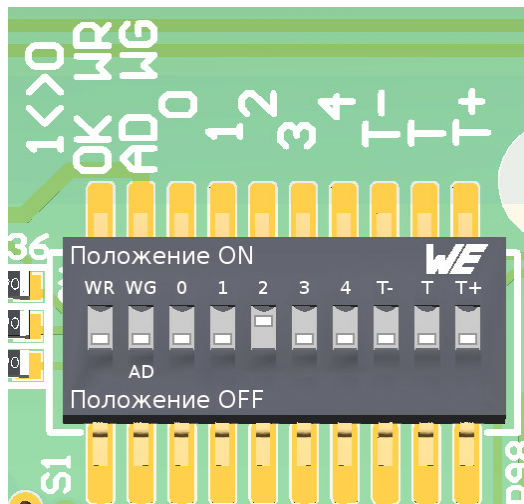 1<>0
OK WR
AD WG
0
1
2
3
4
T-
T
T+
36
Положение ON
WE
WR WG 0 1 2 3 4 T- T T+
AD
Положение OFF
S1